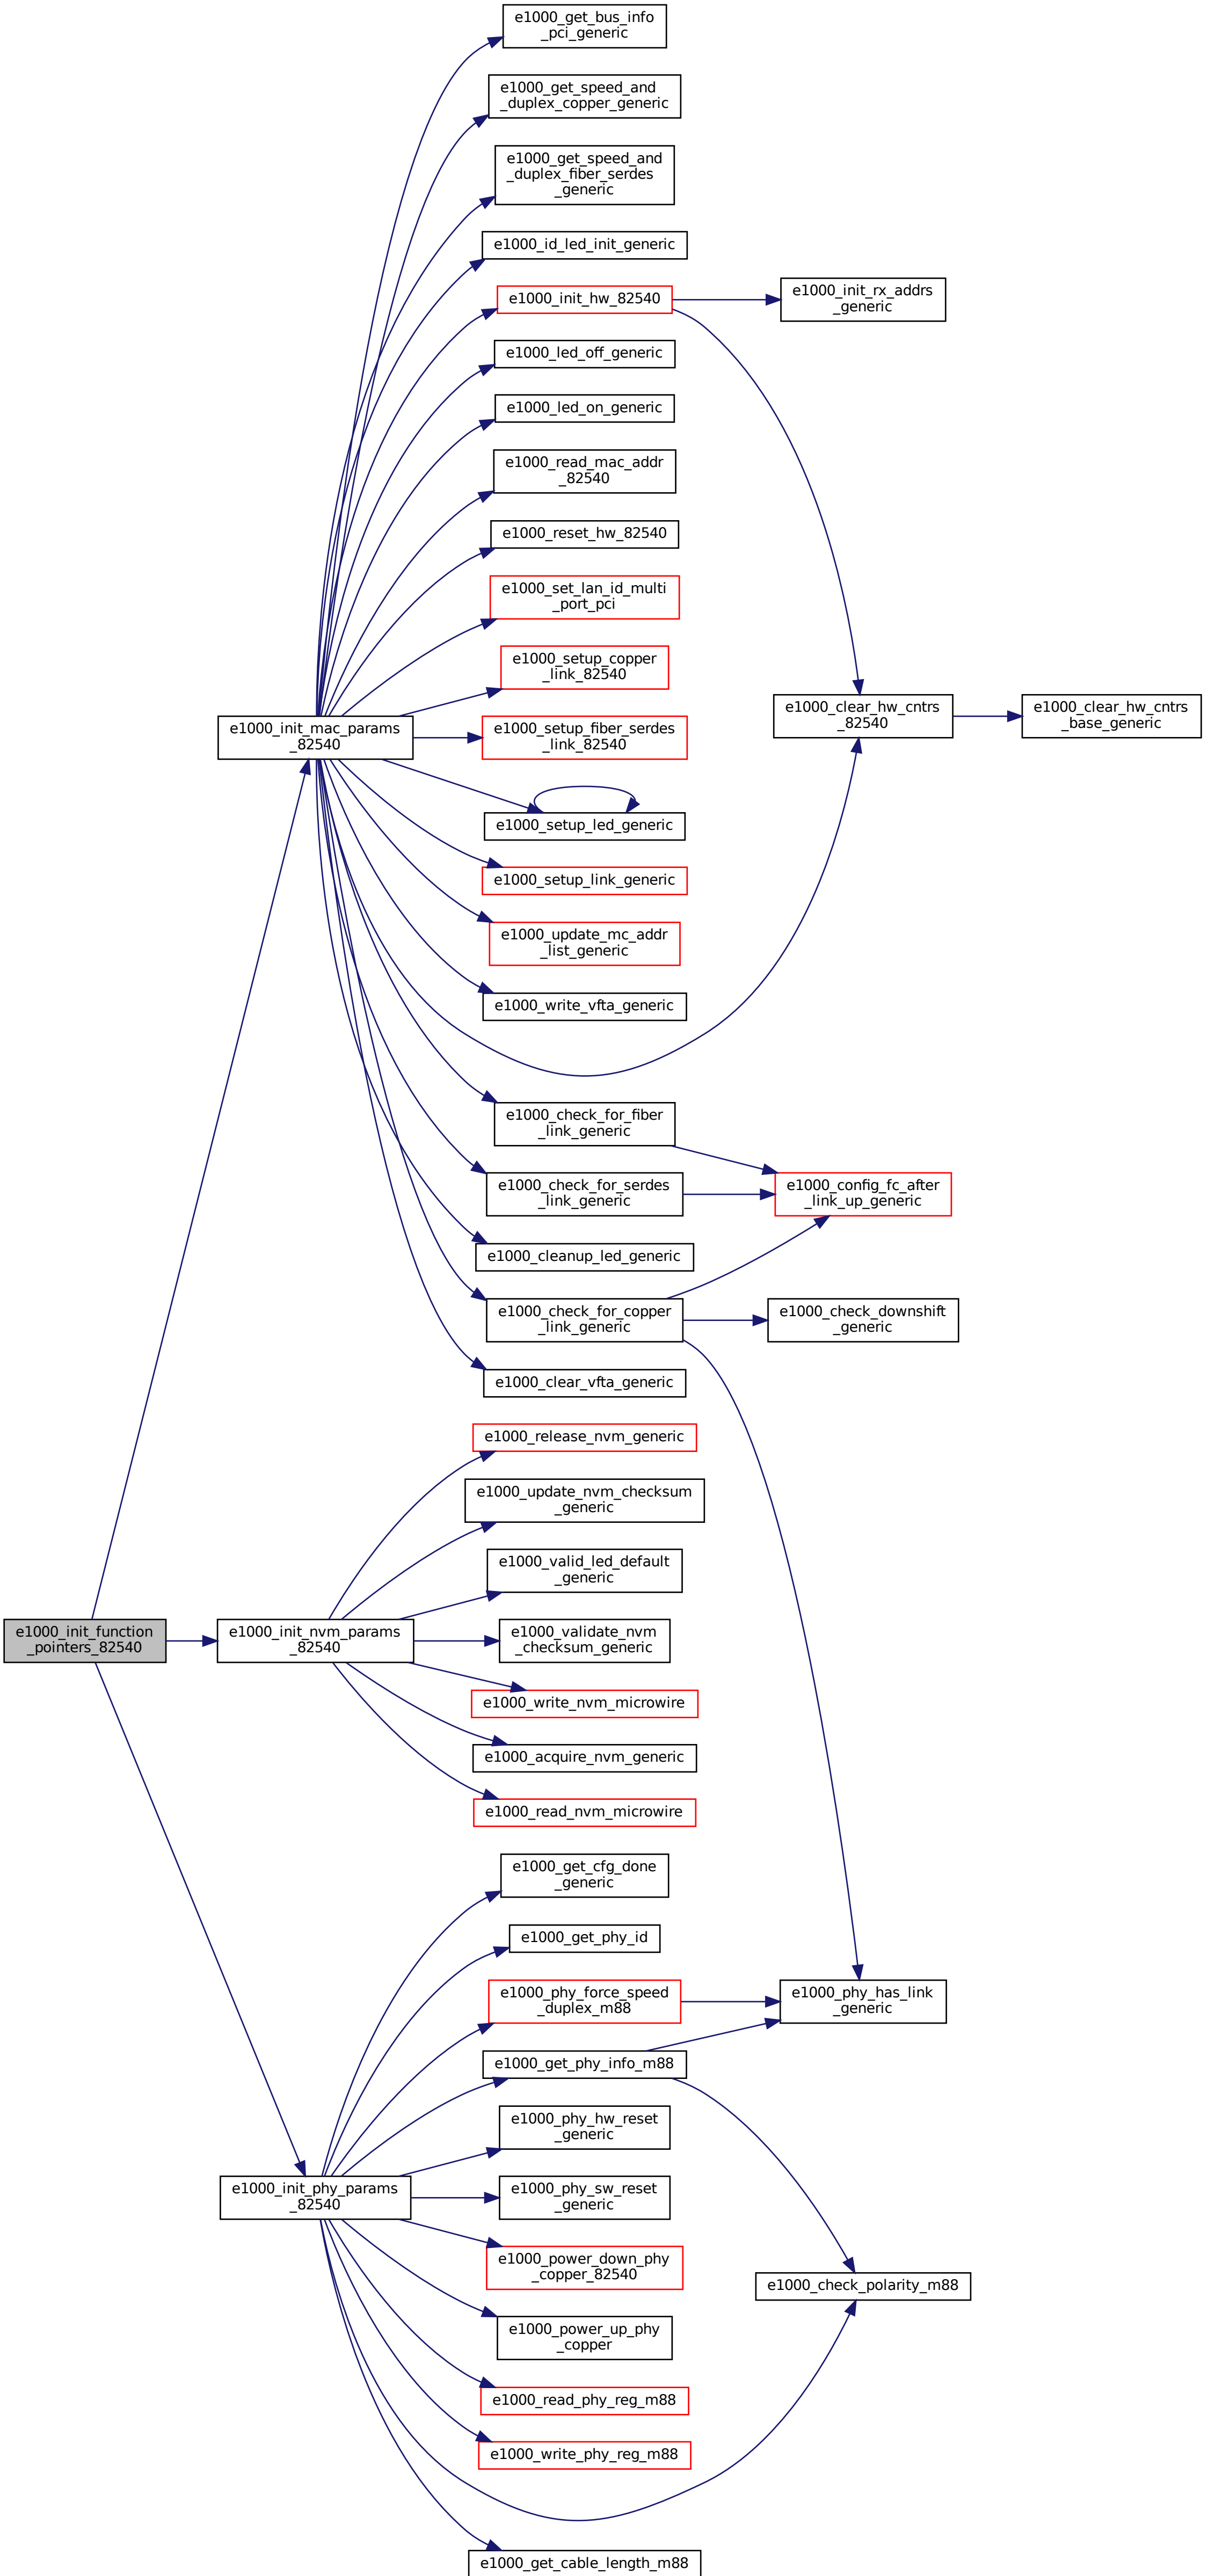 e1000_get_bus_info
_pci_generic
e1000_get_speed_and
_duplex_copper_generic
e1000_get_speed_and
_duplex_fiber_serdes
_generic
e1000_id_led_init_generic
e1000_init_hw_82540
e1000_init_rx_addrs
_generic
e1000_led_off_generic
e1000_led_on_generic
e1000_read_mac_addr
_82540
e1000_reset_hw_82540
e1000_set_lan_id_multi
_port_pci
e1000_setup_copper
_link_82540
e1000_init_mac_params
_82540
e1000_setup_fiber_serdes
_link_82540
e1000_clear_hw_cntrs
_82540
e1000_clear_hw_cntrs
_base_generic
e1000_setup_led_generic
e1000_setup_link_generic
e1000_update_mc_addr
_list_generic
e1000_write_vfta_generic
e1000_check_for_fiber
_link_generic
e1000_check_for_serdes
_link_generic
e1000_config_fc_after
_link_up_generic
e1000_cleanup_led_generic
e1000_check_for_copper
_link_generic
e1000_check_downshift
_generic
e1000_clear_vfta_generic
e1000_release_nvm_generic
e1000_update_nvm_checksum
_generic
e1000_valid_led_default
_generic
e1000_init_function
_pointers_82540
e1000_init_nvm_params
_82540
e1000_validate_nvm
_checksum_generic
e1000_write_nvm_microwire
e1000_acquire_nvm_generic
e1000_read_nvm_microwire
e1000_get_cfg_done
_generic
e1000_get_phy_id
e1000_phy_force_speed
_duplex_m88
e1000_phy_has_link
_generic
e1000_get_phy_info_m88
e1000_phy_hw_reset
_generic
e1000_init_phy_params
_82540
e1000_phy_sw_reset
_generic
e1000_power_down_phy
_copper_82540
e1000_check_polarity_m88
e1000_power_up_phy
_copper
e1000_read_phy_reg_m88
e1000_write_phy_reg_m88
e1000_get_cable_length_m88